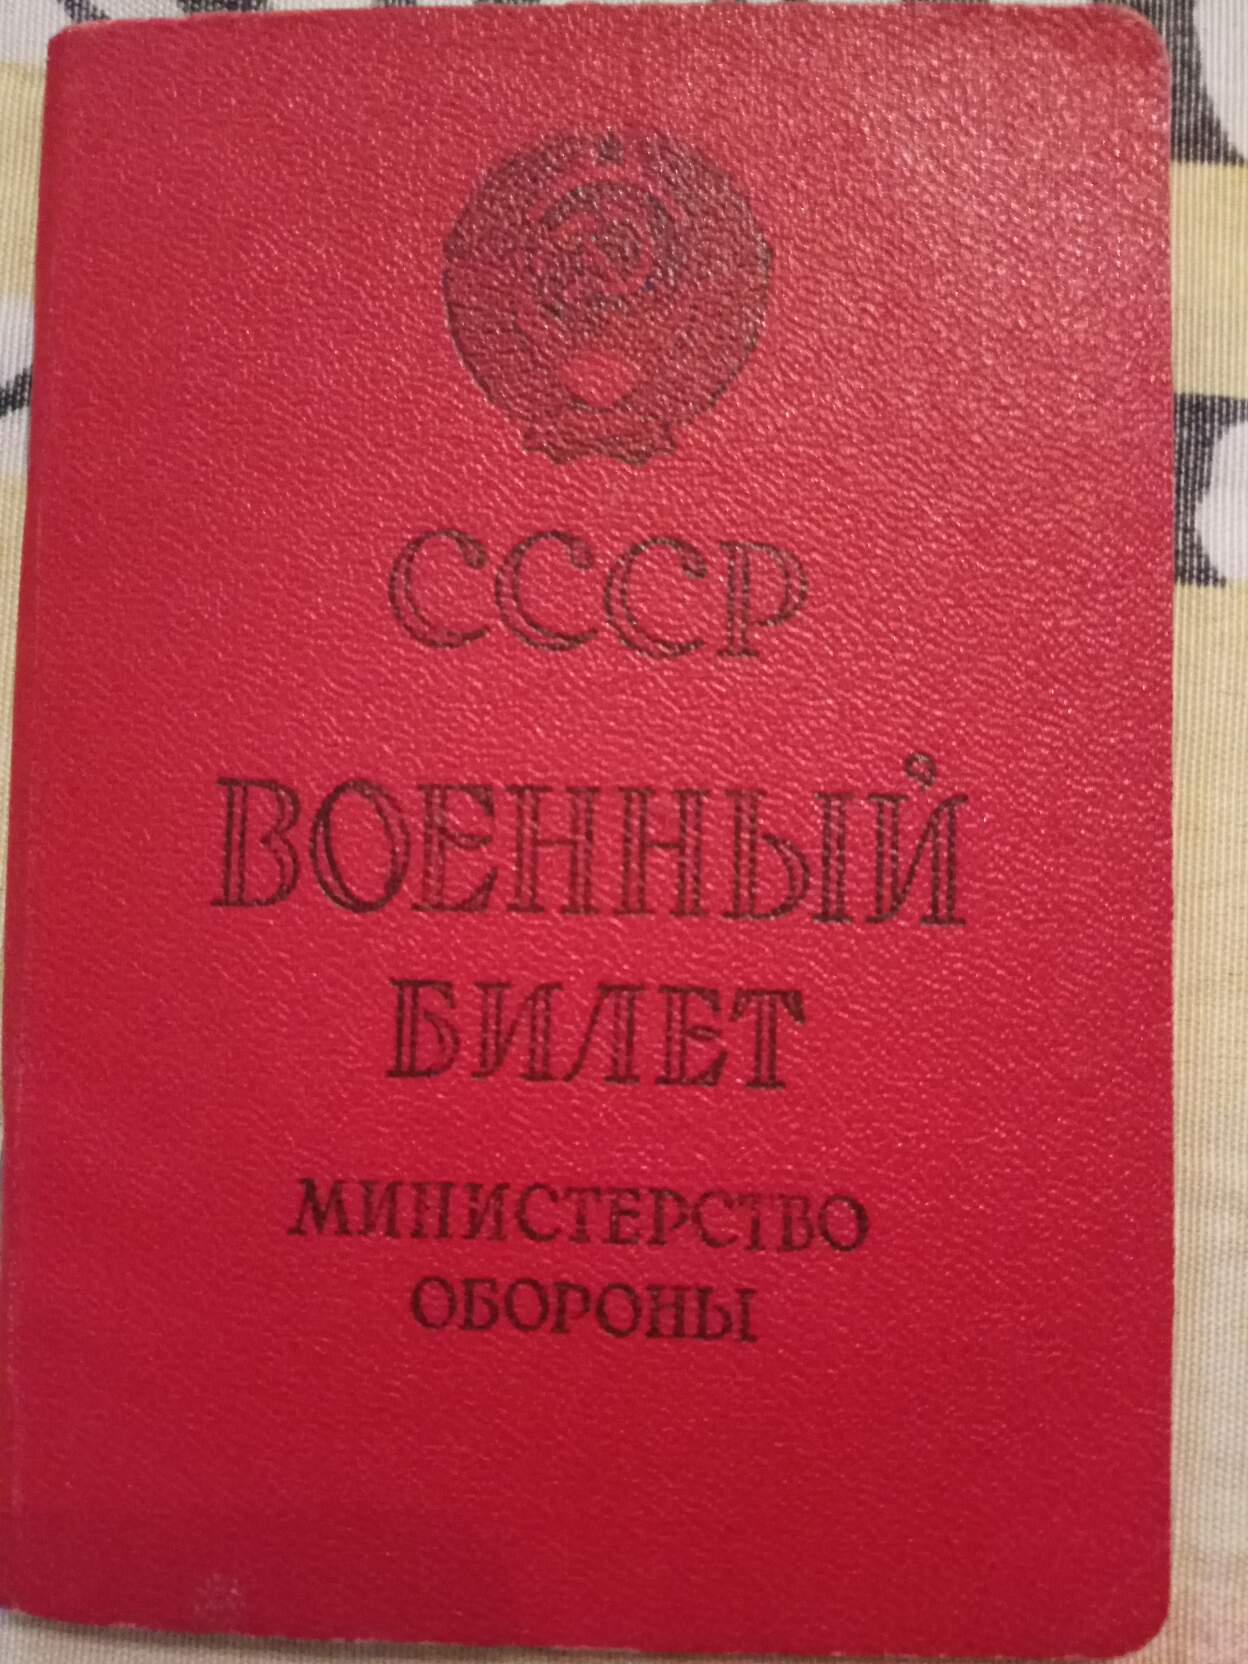 СССР
ВОЕННЫЙ
БИЛЕТ
МИНИСТЕРСТВО
ОБОРОНЫ